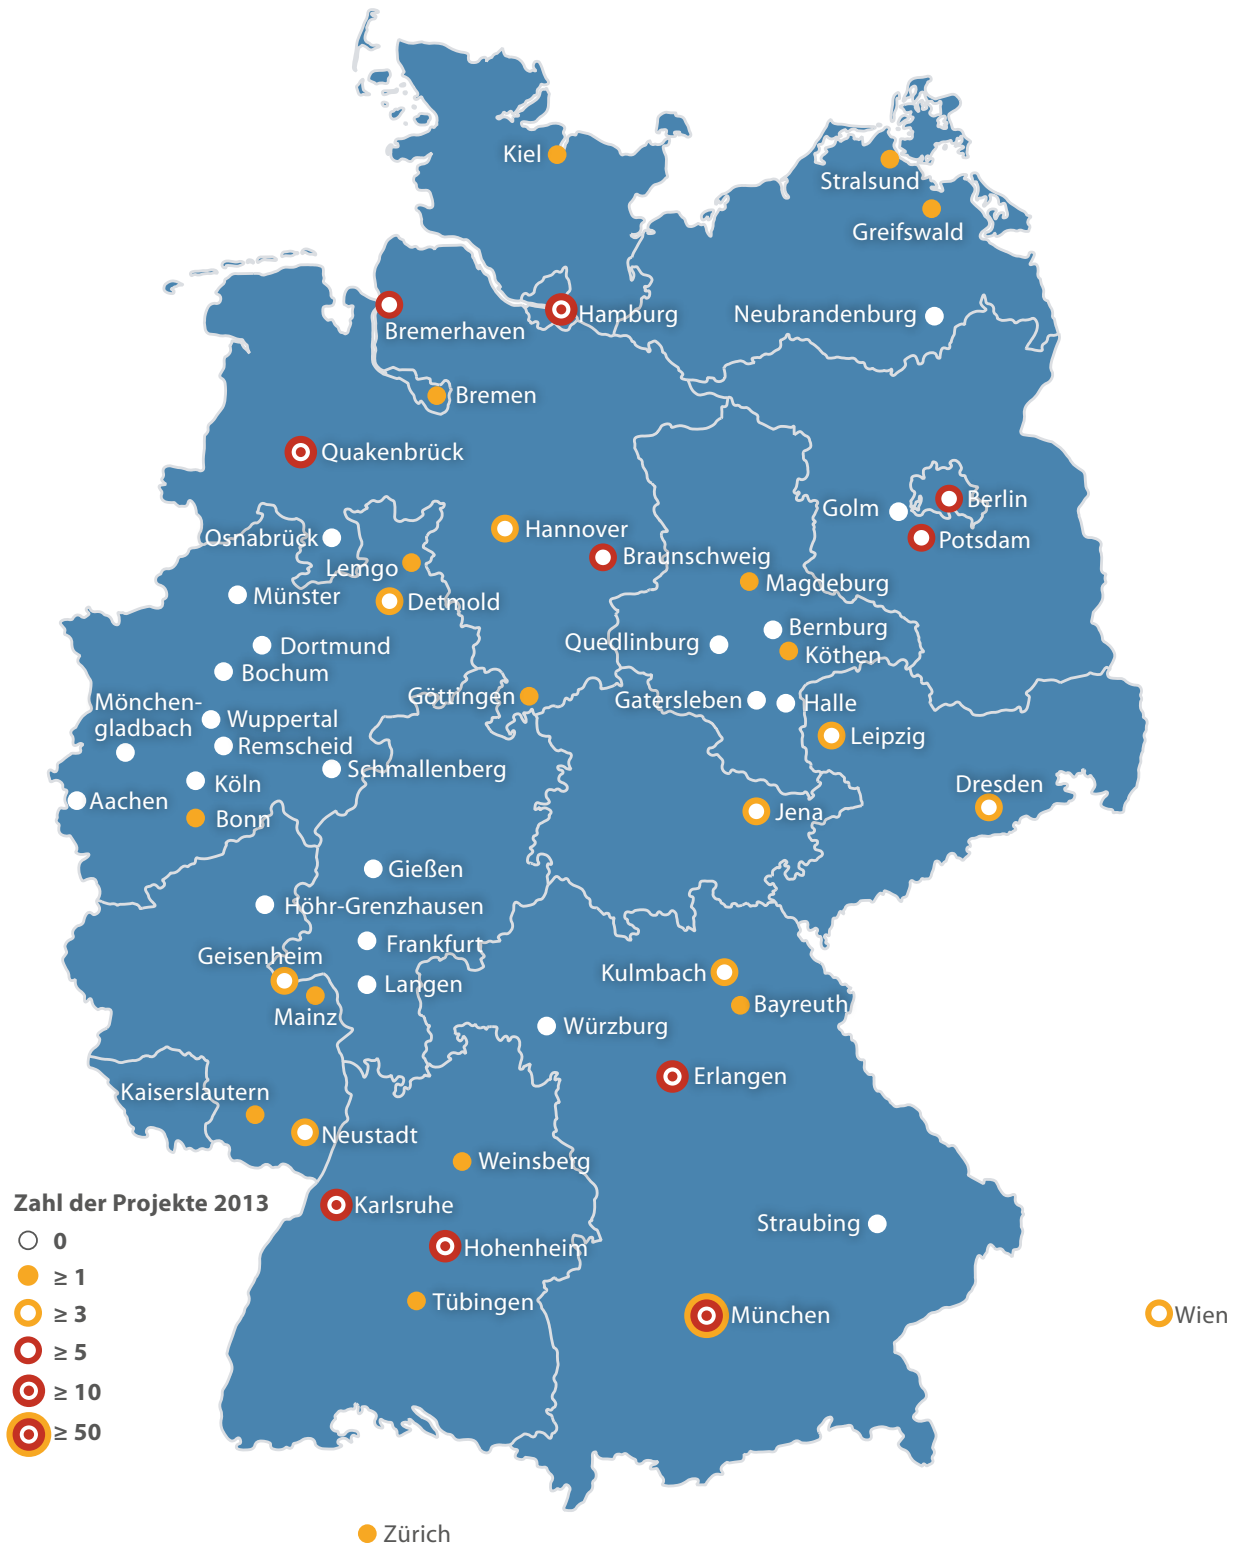 Kiel
Stralsund
Greifswald
Bremerhaven
Hamburg
Neubrandenburg
Bremen
Quakenbrück
Golm
Berlin
Osnabrück
Hannover
Potsdam
Lemgo
Braunschweig
Magdeburg
Münster
Detmold
Dortmund
Quedlinburg
Bernburg
Köthen
Bochum
Mönchen-
gladbach
Göttingen
Gatersleben
Halle
Wuppertal
Remscheid
Leipzig
Schmallenberg
Köln
Dresden
Aachen
Bonn
Jena
Gießen
Höhr-Grenzhausen
Frankfurt
Geisenheim
Langen
Kulmbach
Mainz
Bayreuth
Würzburg
Erlangen
Kaiserslautern
Neustadt
Weinsberg
Zahl der Projekte 2013
Karlsruhe
Straubing
0
Hohenheim
≥ 1
Tübingen
≥ 3
München
Wien
≥ 5
≥ 10
≥ 50
Zürich